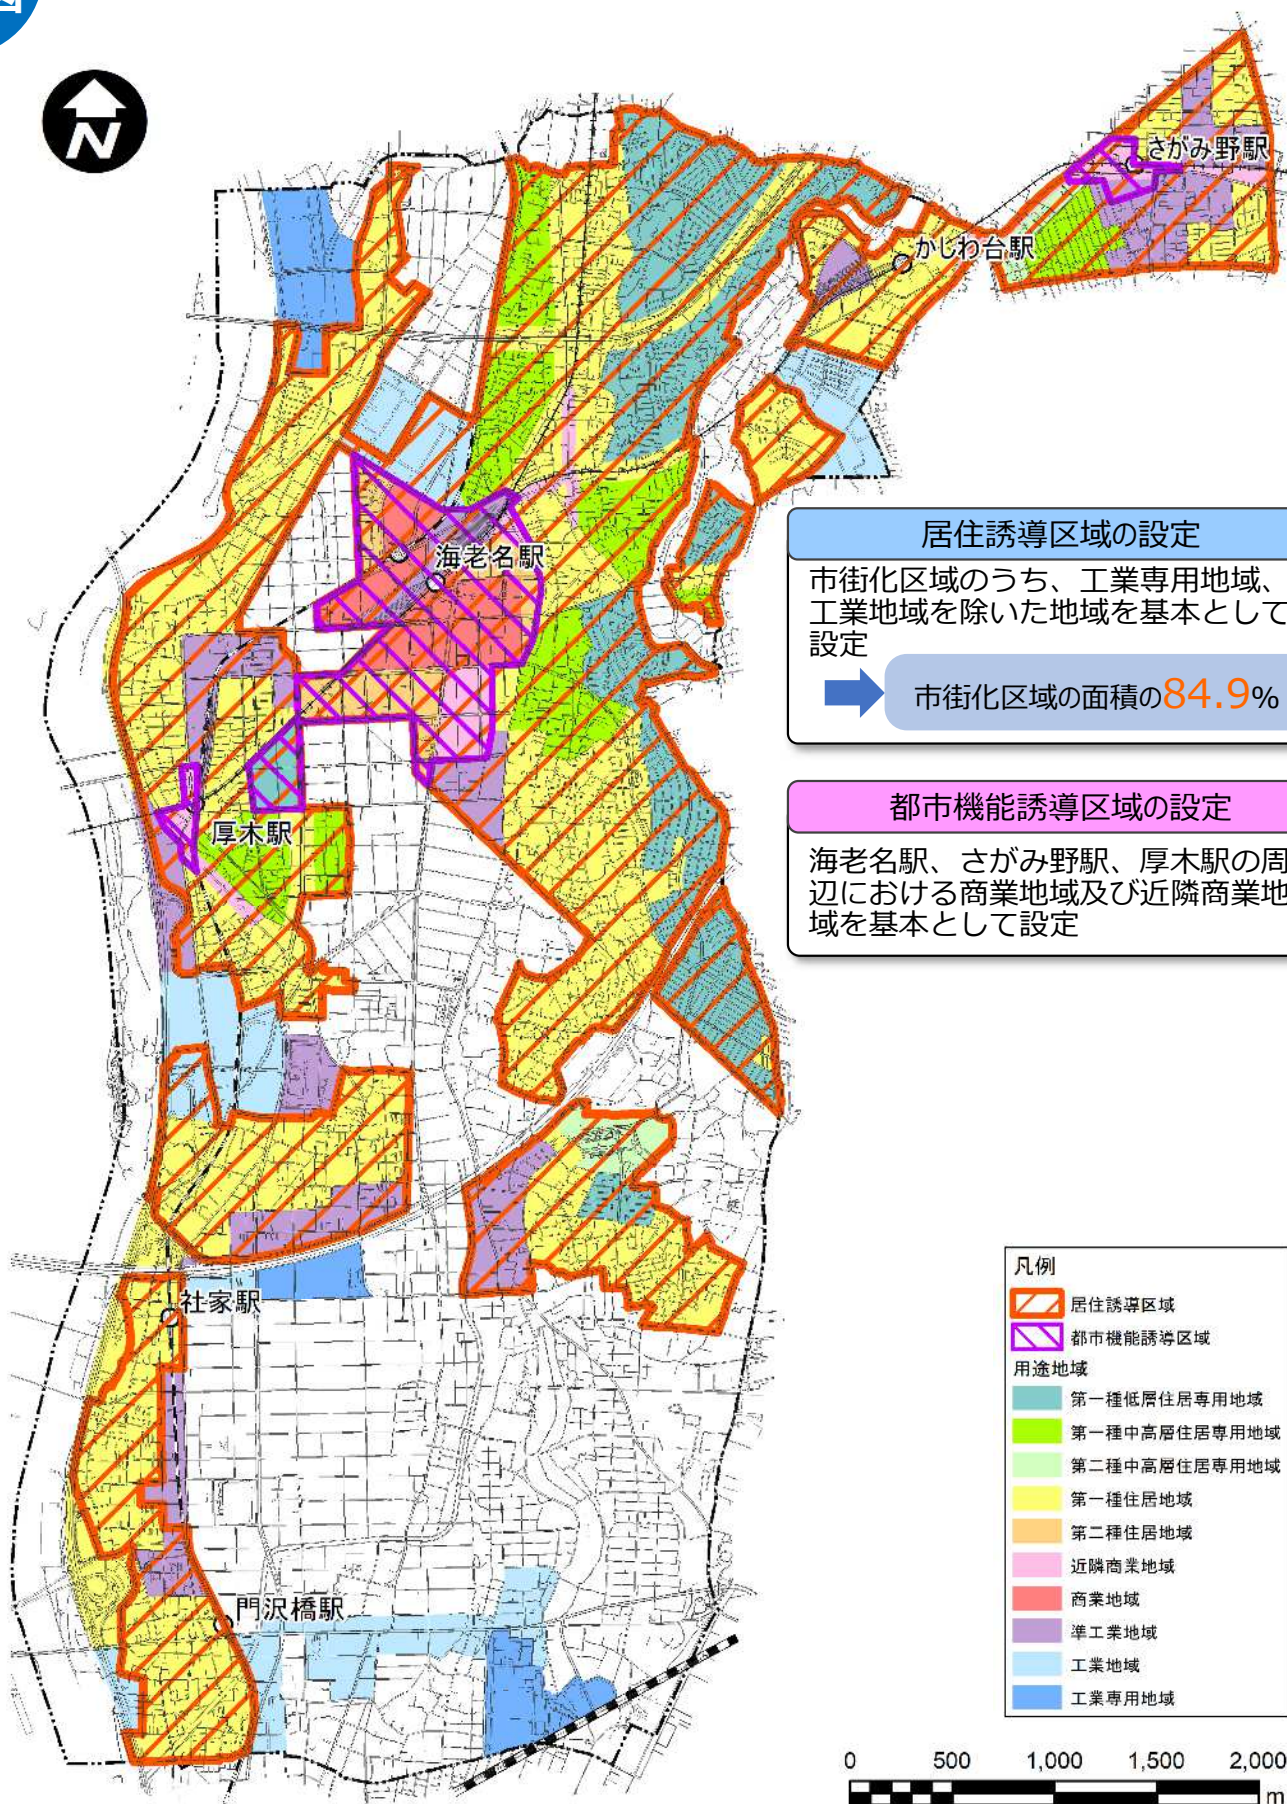 N
さがみ野駅
かしわ台駅
海老名駅
居住誘導区域の設定
市街化区域のうち、工業専用地域、
工業地域を除いた地域を基本として
設定
市街化区域の面積の84.9%
都市機能誘導区域の設定
海老名駅、さがみ野駅、厚木駅の周
辺における商業地域及び近隣商業地
域を基本として設定
厚木駅
社家駅
門沢橋駅
凡例
居住誘導区域
都市機能誘導区域
用途地域
第一種低層住居専用地域
第一種中高層住居専用地域
第二種中高層住居専用地域
第一種住居地域
第二種住居地域
近隣商業地域
商業地域
準工業地域
工業地域
工業専用地域
0 500 1,000 1,500 2,000
m